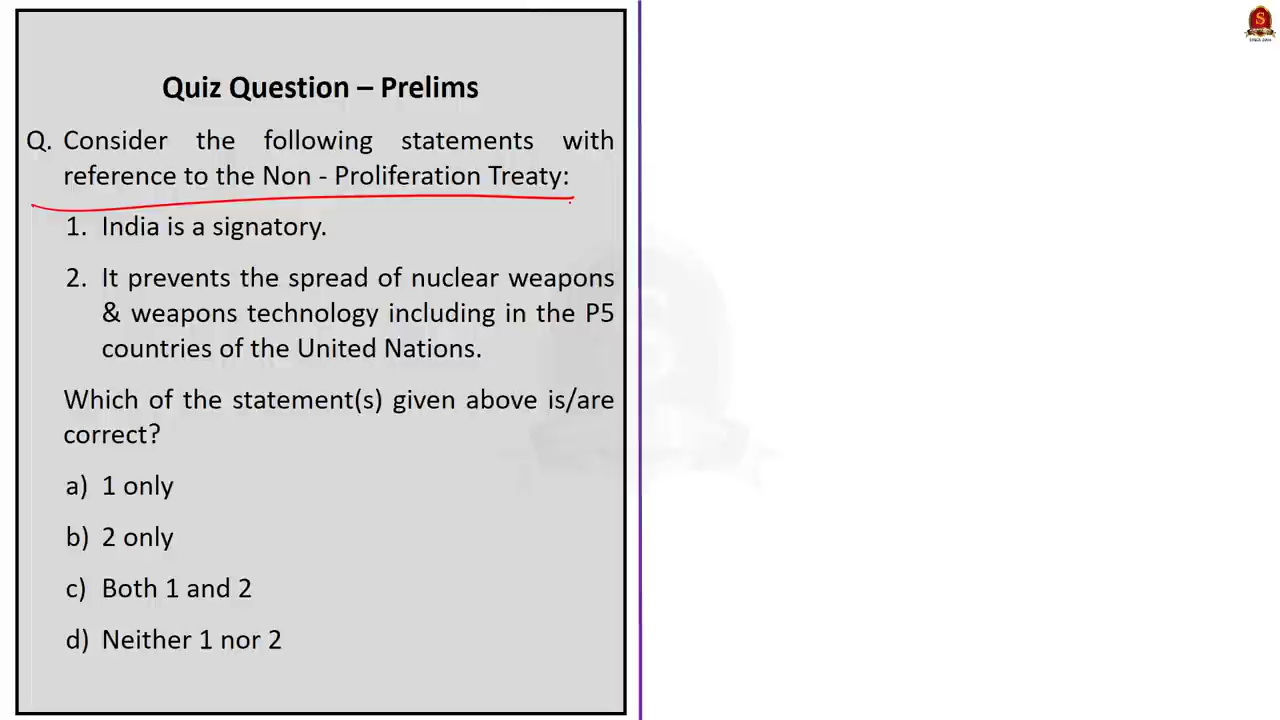 Quiz Question – Prelims
Q. Consider the following statements with
reference to the Non - Proliferation Treaty:
1. India is a signatory.
2. It prevents the spread of nuclear weapons
& weapons technology including in the P5
countries of the United Nations.
Which of the statement(s) given above is/are
correct?
a) 1 only
b) 2 only
c) Both 1 and 2
d) Neither 1 nor 2
S